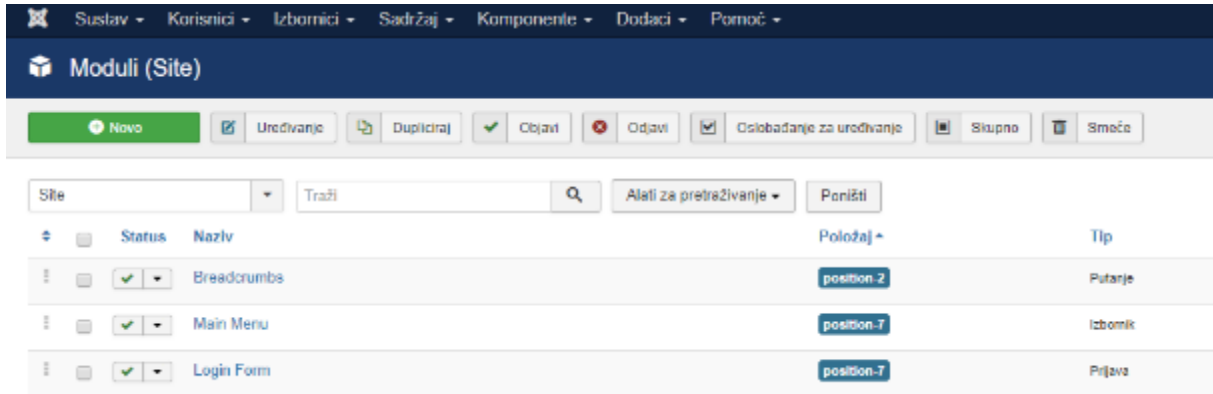 Sustav Korisnici Izbornici Sadržaj Komponente Dodaci Pomoć
Moduli (Site)
Novo Uređivanje Dupliciraj Objavi Odjavi Oslobađanje za uređivanje Skupno Smeće
Site Traži Alati za pretraživanje Poništi
Status Naziv Položaj Tip
Breadcrumbs position-2 Putanje
Main Menu position-7 Izbornik
Login Form position-7 Prijava